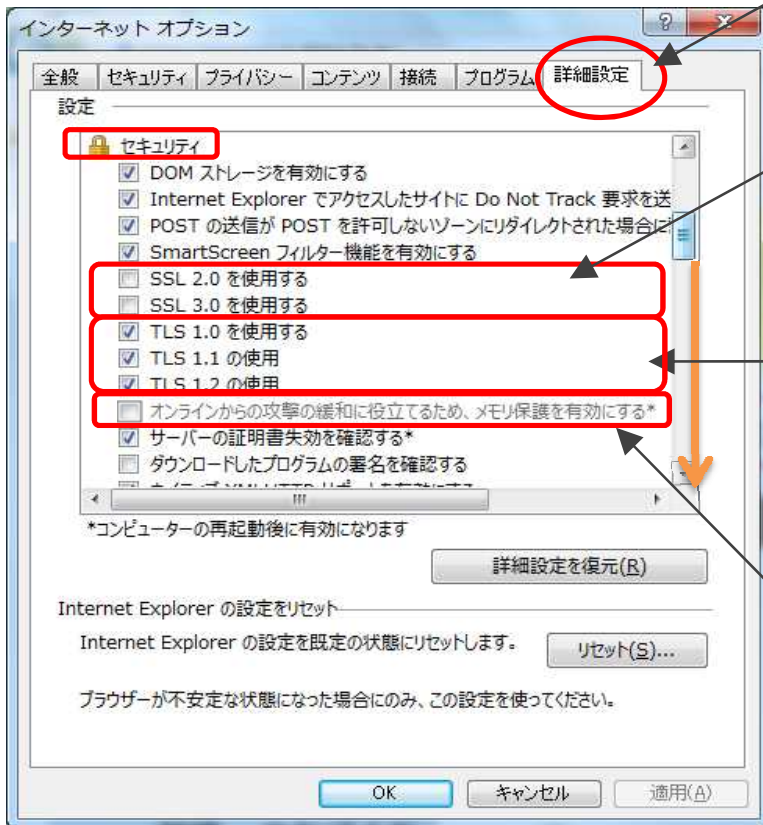 インターネット オプション
全般 セキュリティ プライバシー コンテンツ 接続 プログラム 詳細設定
設定
セキュリティ
DOM ストレージを有効にする
Internet Explorer でアクセスしたサイトに Do Not Track 要求を送
POST の送信が POST を許可しないゾーンにリダイレクトされた場合に
SmartScreen フィルター機能を有効にする
SSL 2.0 を使用する
SSL 3.0 を使用する
TLS 1.0 を使用する
TLS 1.1 の使用
TLS 1.2 の使用
オンラインからの攻撃の緩和に役立てるため、メモリ保護を有効にする*
サーバーの証明書失効を確認する*
ダウンロードしたプログラムの署名を確認する
*コンピューターの再起動後に有効になります
詳細設定を復元(R)
Internet Explorer の設定をリセット
Internet Explorer の設定を既定の状態にリセットします。
リセット(S)...
ブラウザーが不安定な状態になった場合にのみ、この設定を使ってください。
OK キャンセル 適用(A)